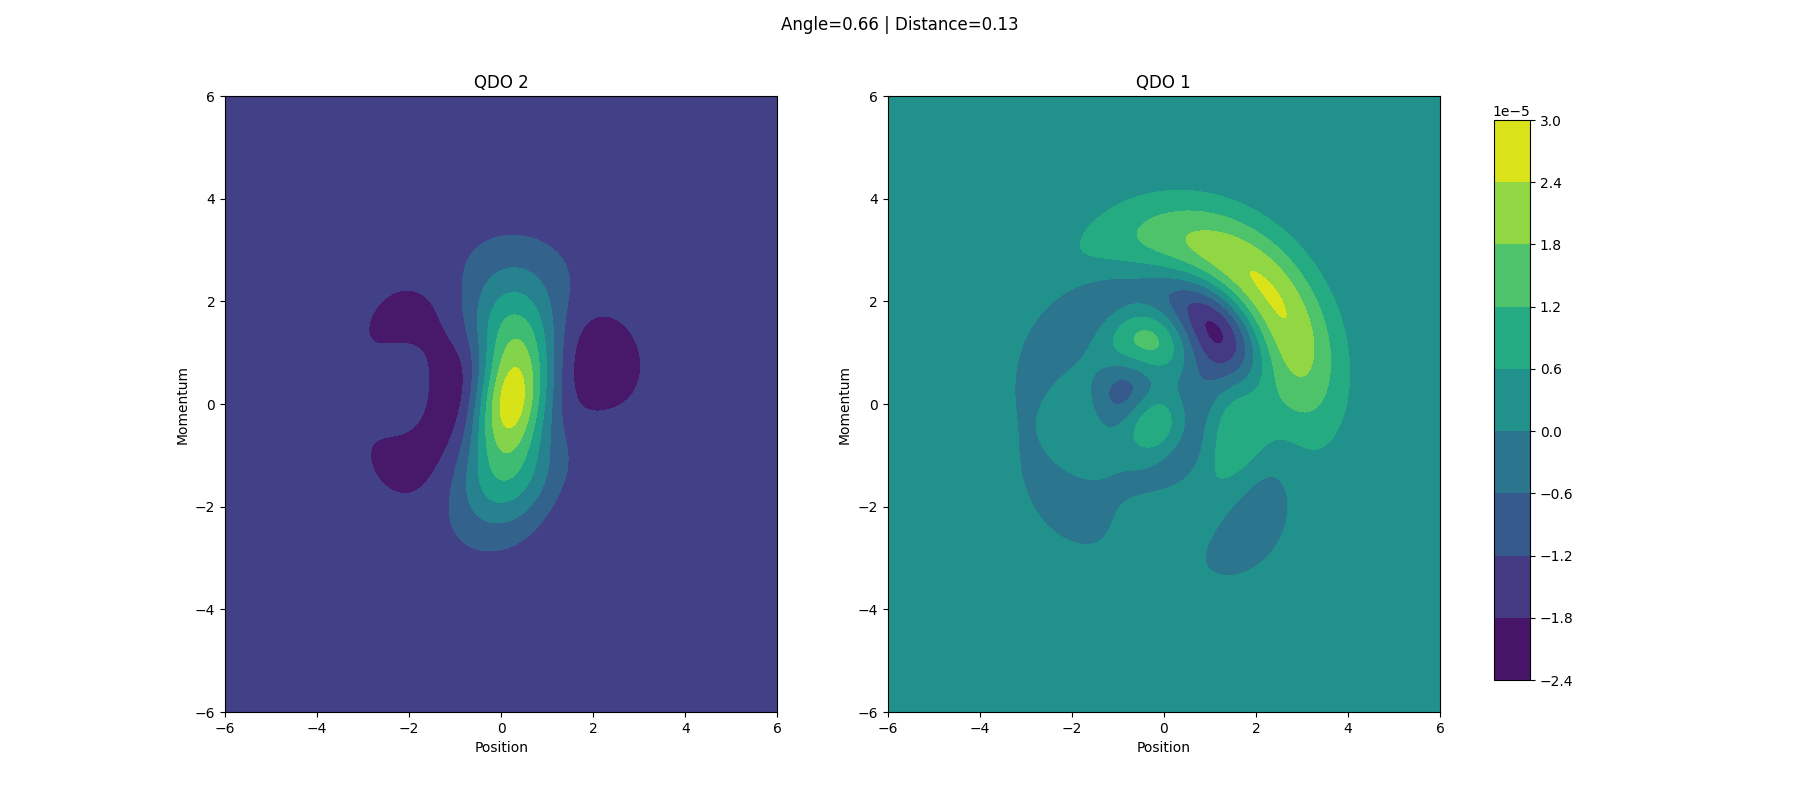 Angle=0.66 | Distance=0.13
QDO 2
6
4
2
0
−2
−4
−6
Momentum
−6 −4 −2 0 2 4 6
Position
QDO 1
6
4
2
0
−2
−4
−6
Momentum
−6 −4 −2 0 2 4 6
Position
1e−5
3.0
2.4
1.8
1.2
0.6
0.0
−0.6
−1.2
−1.8
−2.4